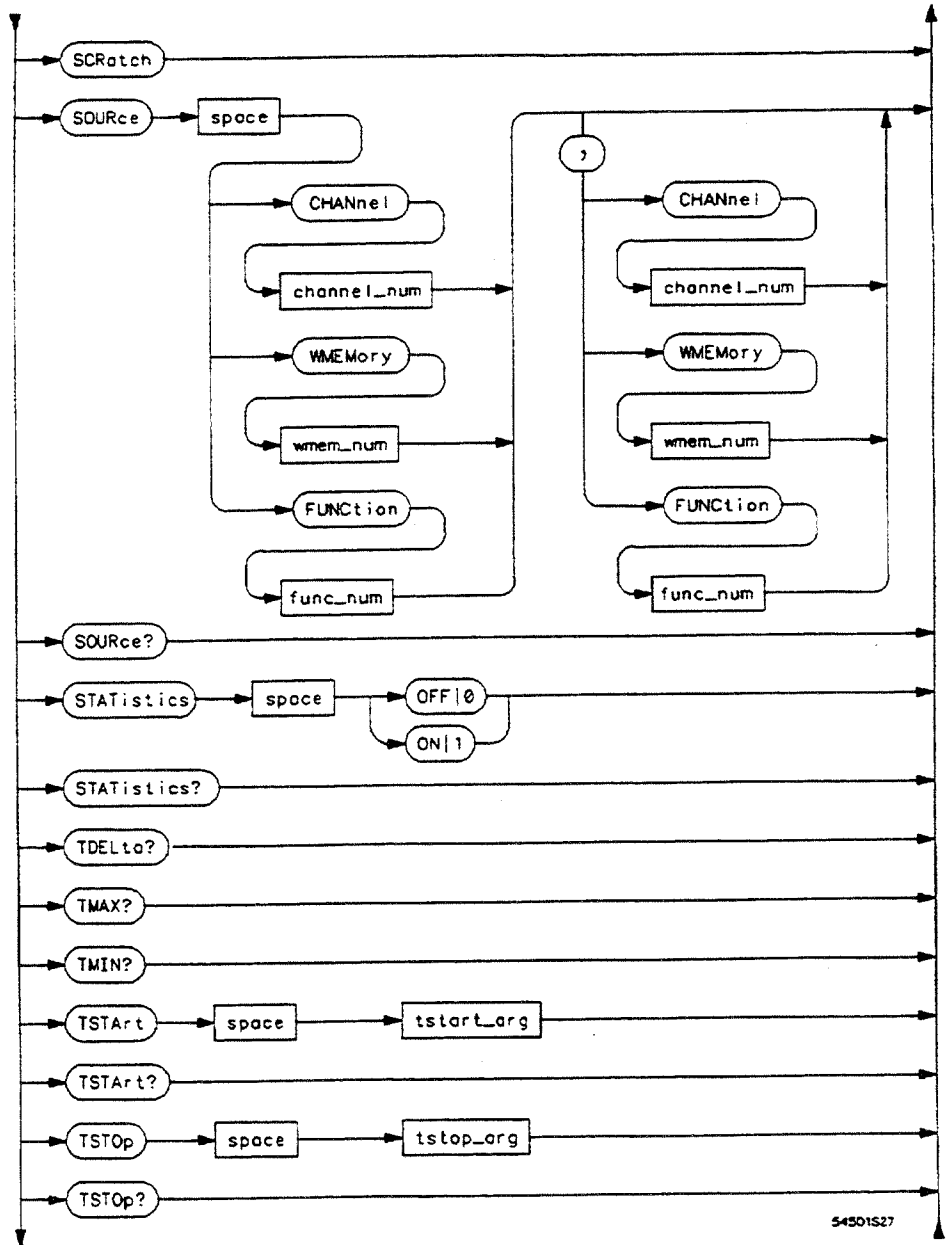 SCRatch
SOURce space
,
CHANnel CHANnel
channel_num channel_num
WMEMory WMEMory
wmem_num wmem_num
FUNCtion FUNCtion
func_num func_num
SOURce?
STATistics space OFF|0
ON|1
STATistics?
TDELta?
TMAX?
TMIN?
TSTArt space tstart_arg
TSTArt?
TSTOp space tstop_arg
TSTOp?
54501S27